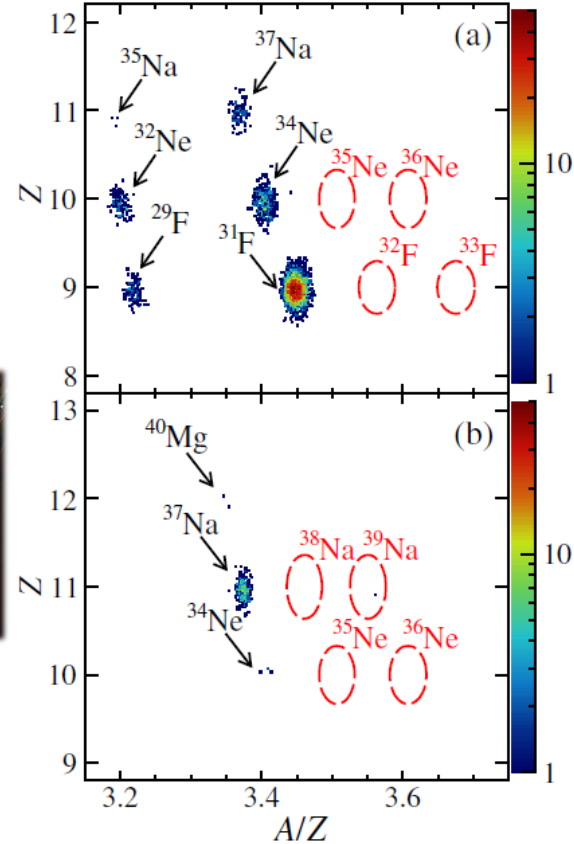 12
(a)
³⁷Na
³⁵Na
11
³⁴Ne
³²Ne
³⁵Ne
³⁶Ne
10
Z
10
²⁹F
³¹F
³²F
³³F
9
8
1
13
(b)
⁴⁰Mg
12
³⁷Na
³⁸Na
³⁹Na
10
11
Z
³⁴Ne
³⁵Ne
³⁶Ne
10
9
1
3.2
3.4
3.6
A/Z